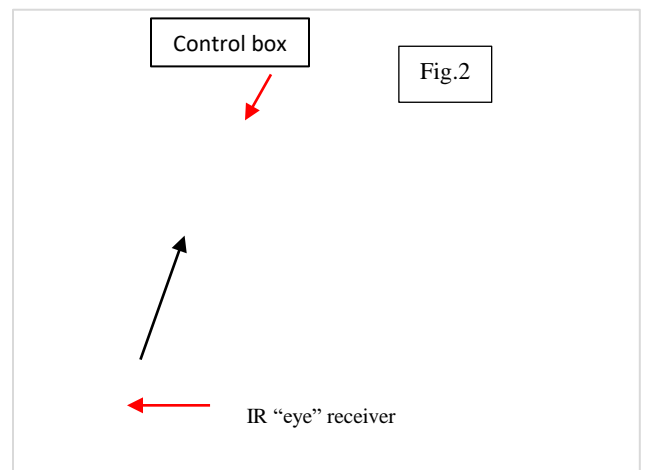 Control box
Fig.2
IR “eye” receiver